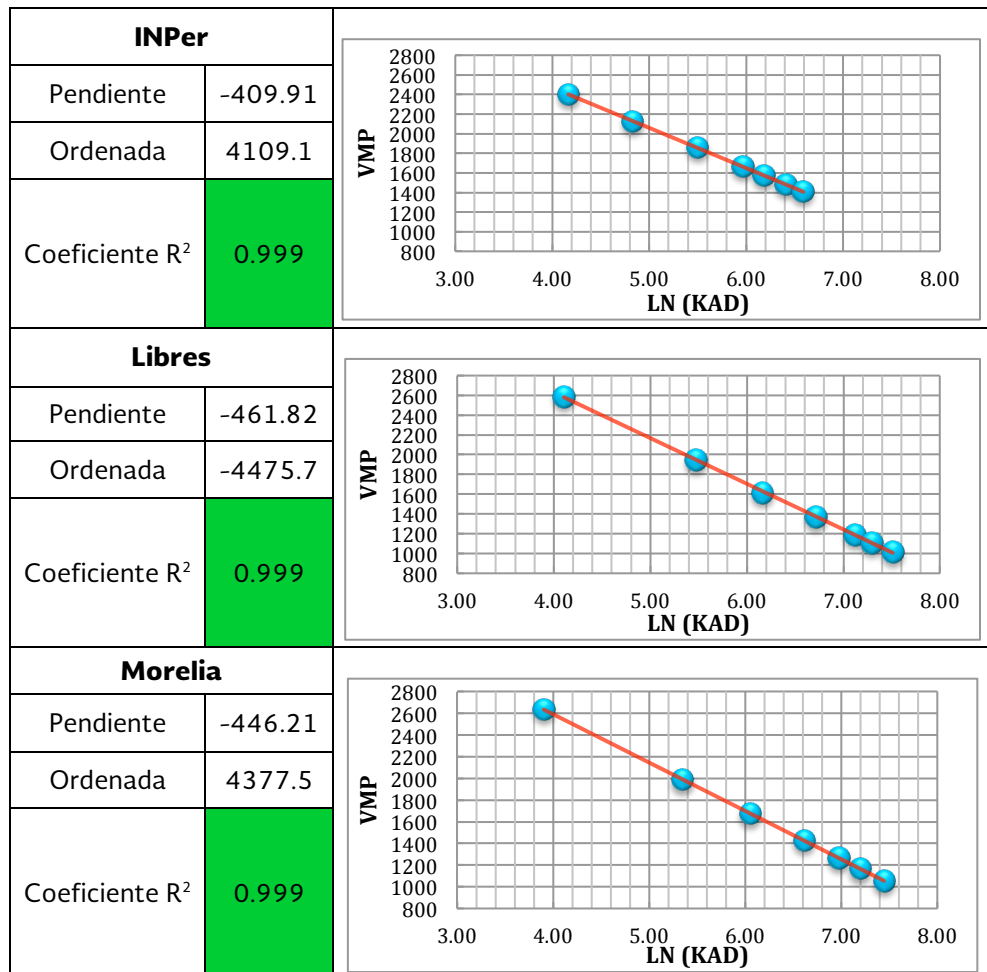 INPer
Pendiente -409.91
Ordenada 4109.1
Coeficiente R² 0.999
VMP
2800
2600
2400
2200
2000
1800
1600
1400
1200
1000
800
3.00 4.00 5.00 6.00 7.00 8.00
LN (KAD)
Libres
Pendiente -461.82
Ordenada -4475.7
Coeficiente R² 0.999
VMP
2800
2600
2400
2200
2000
1800
1600
1400
1200
1000
800
3.00 4.00 5.00 6.00 7.00 8.00
LN (KAD)
Morelia
Pendiente -446.21
Ordenada 4377.5
Coeficiente R² 0.999
VMP
2800
2600
2400
2200
2000
1800
1600
1400
1200
1000
800
3.00 4.00 5.00 6.00 7.00 8.00
LN (KAD)